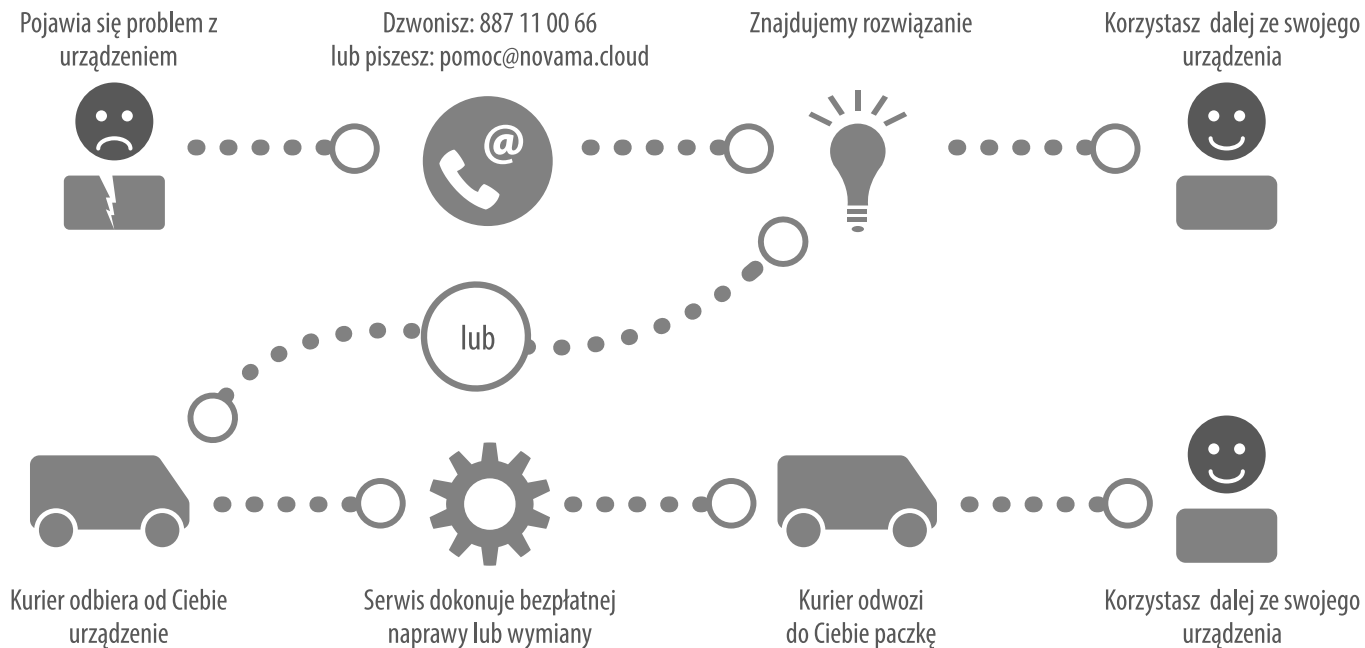 Pojawia się problem z
urządzeniem
Dzwonisz: 887 11 00 66
lub piszesz: pomoc@novama.cloud
Znajdujemy rozwiązanie
Korzystasz dalej ze swojego
urządzenia
@
lub
Kurier odbiera od Ciebie
urządzenie
Serwis dokonuje bezpłatnej
naprawy lub wymiany
Kurier odwozi
do Ciebie paczkę
Korzystasz dalej ze swojego
urządzenia